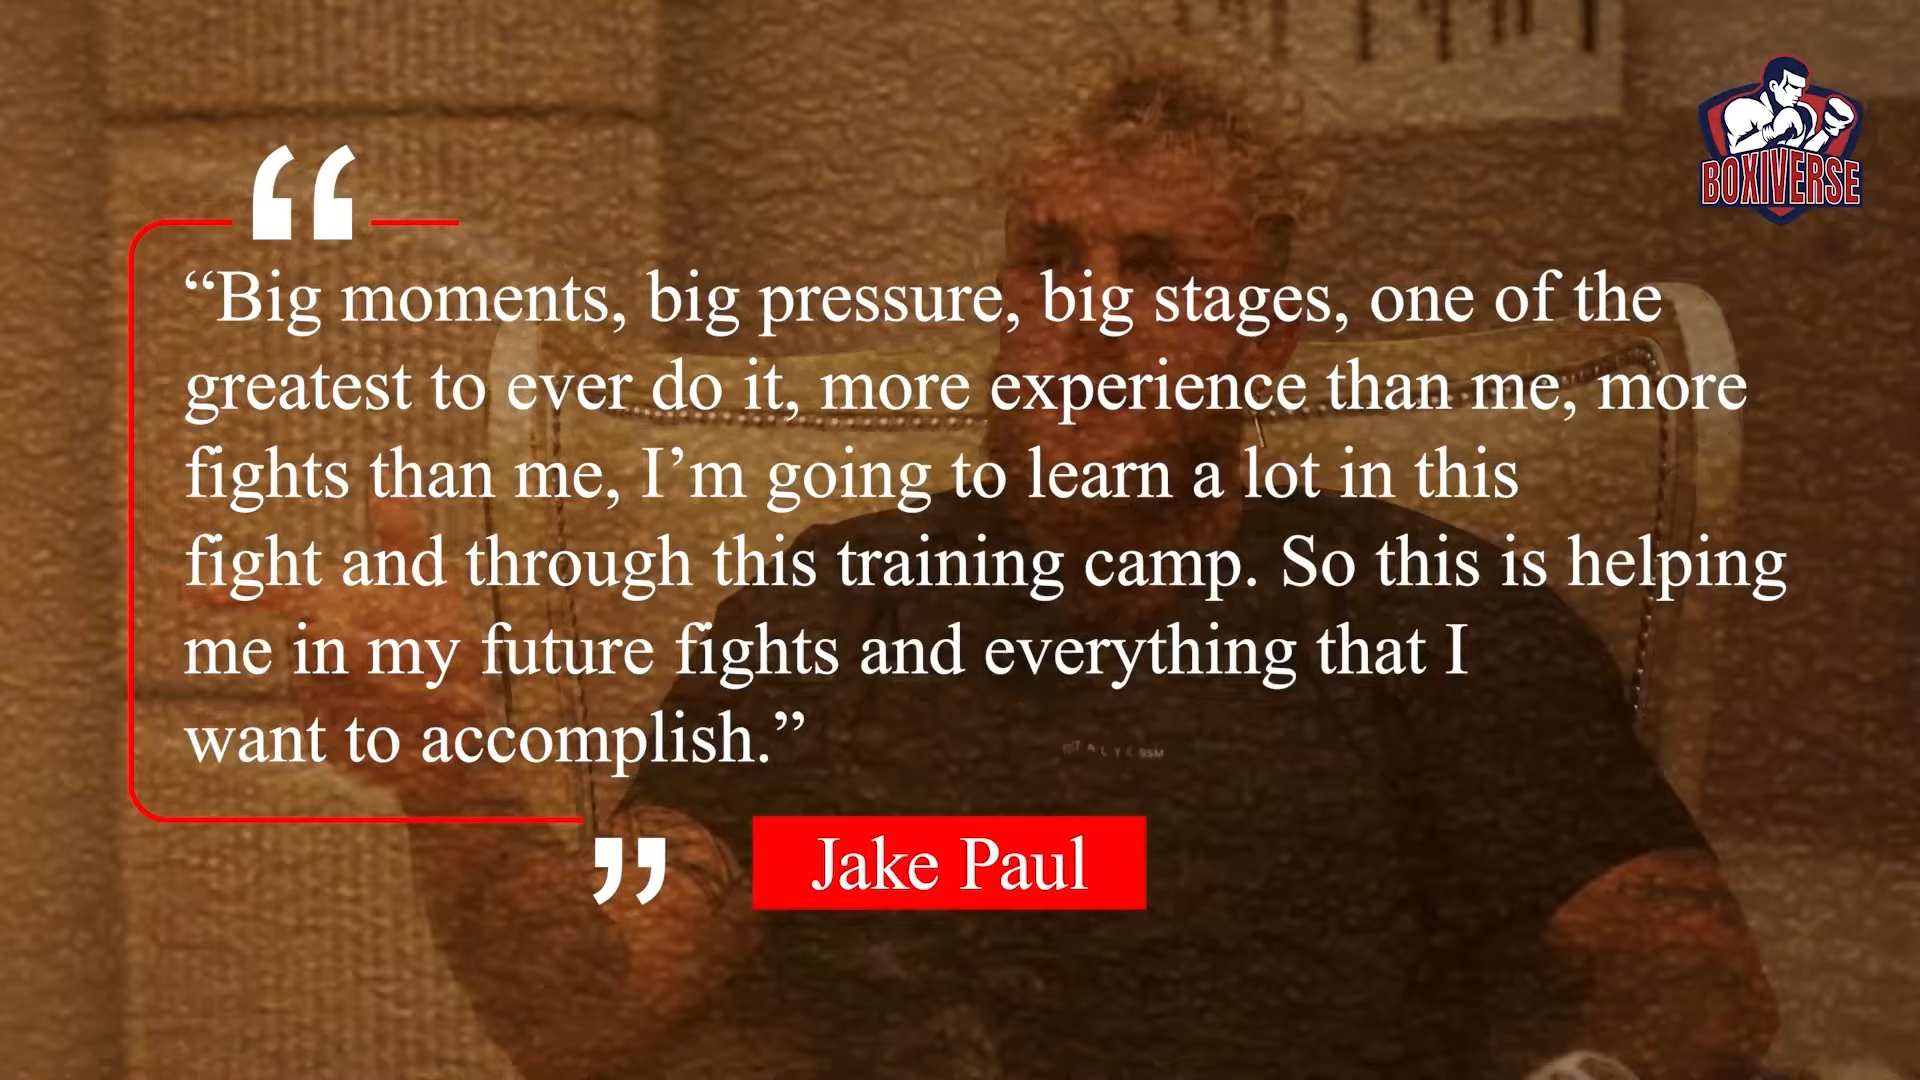 BOXIVERSE
“Big moments, big pressure, big stages, one of the
greatest to ever do it, more experience than me, more
fights than me, I’m going to learn a lot in this
fight and through this training camp. So this is helping
me in my future fights and everything that I
want to accomplish.”
Jake Paul